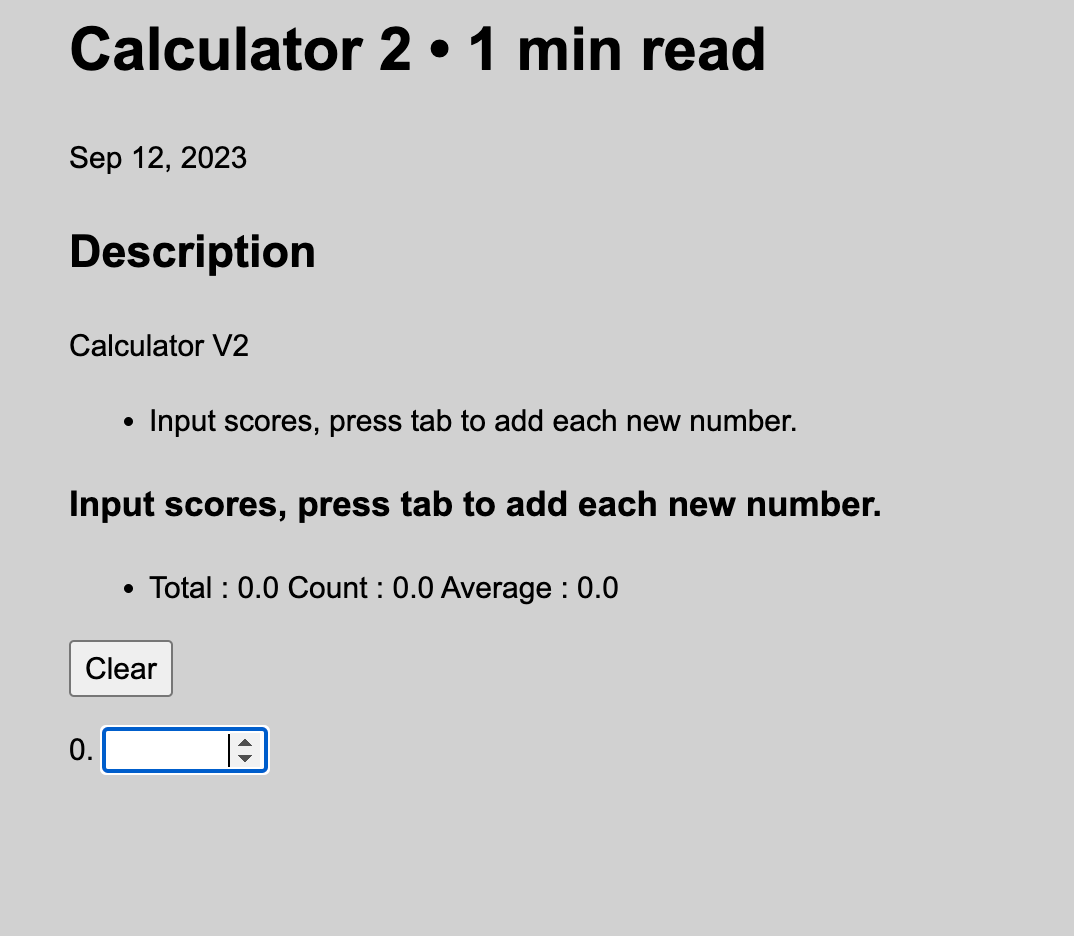 Calculator 2 • 1 min read
Sep 12, 2023
Description
Calculator V2
• Input scores, press tab to add each new number.
Input scores, press tab to add each new number.
• Total : 0.0 Count : 0.0 Average : 0.0
Clear
0.